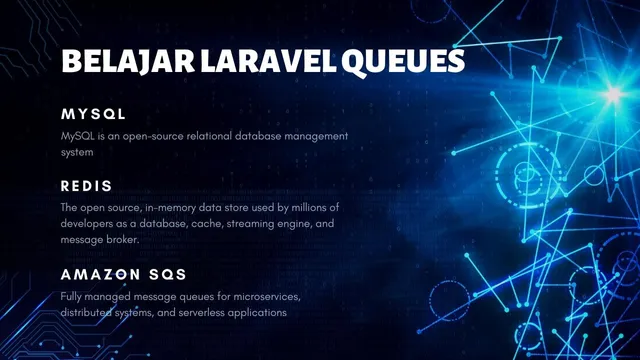 BELAJAR LARAVEL QUEUES
MYSQL
MySQL is an open-source relational database management
system
REDIS
The open source, in-memory data store used by millions of
developers as a database, cache, streaming engine, and
message broker.
AMAZON SQS
Fully managed message queues for microservices,
distributed systems, and serverless applications